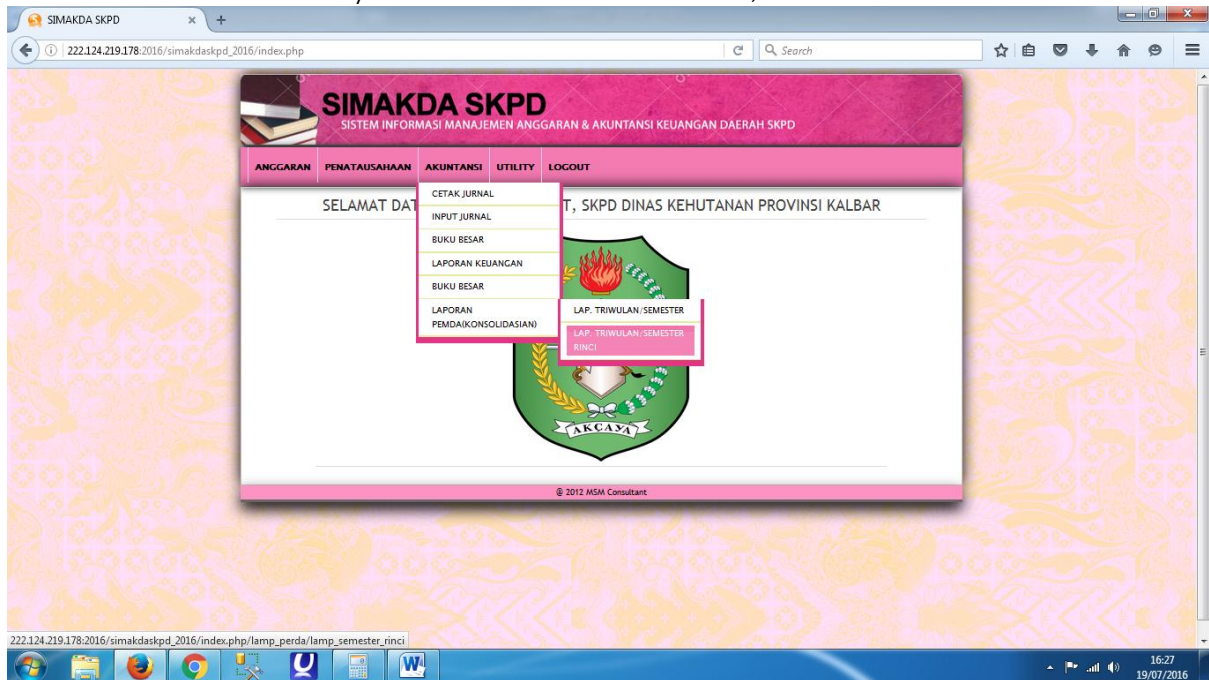 SIMAKDA SKPD
222.124.219.178:2016/simakdaskpd_2016/index.php
Search
SIMAKDA SKPD
SISTEM INFORMASI MANAJEMEN ANGGARAN & AKUNTANSI KEUANGAN DAERAH SKPD
ANGGARAN PENATAUSAHAAN AKUNTANSI UTILITY LOGOUT
CETAK JURNAL
SELAMAT DAT T, SKPD DINAS KEHUTANAN PROVINSI KALBAR
INPUT JURNAL
BUKU BESAR
LAPORAN KEUANGAN
BUKU BESAR
LAPORAN
PEMDA(KONSOLIDASIAN)
LAP. TRIWULAN/SEMESTER
LAP. TRIWULAN/SEMESTER
RINCI
AKCAYA
@ 2012 MSM Consultant
222.124.219.178:2016/simakdaskpd_2016/index.php/lamp_perda/lamp_semester_rinci
16:27
19/07/2016